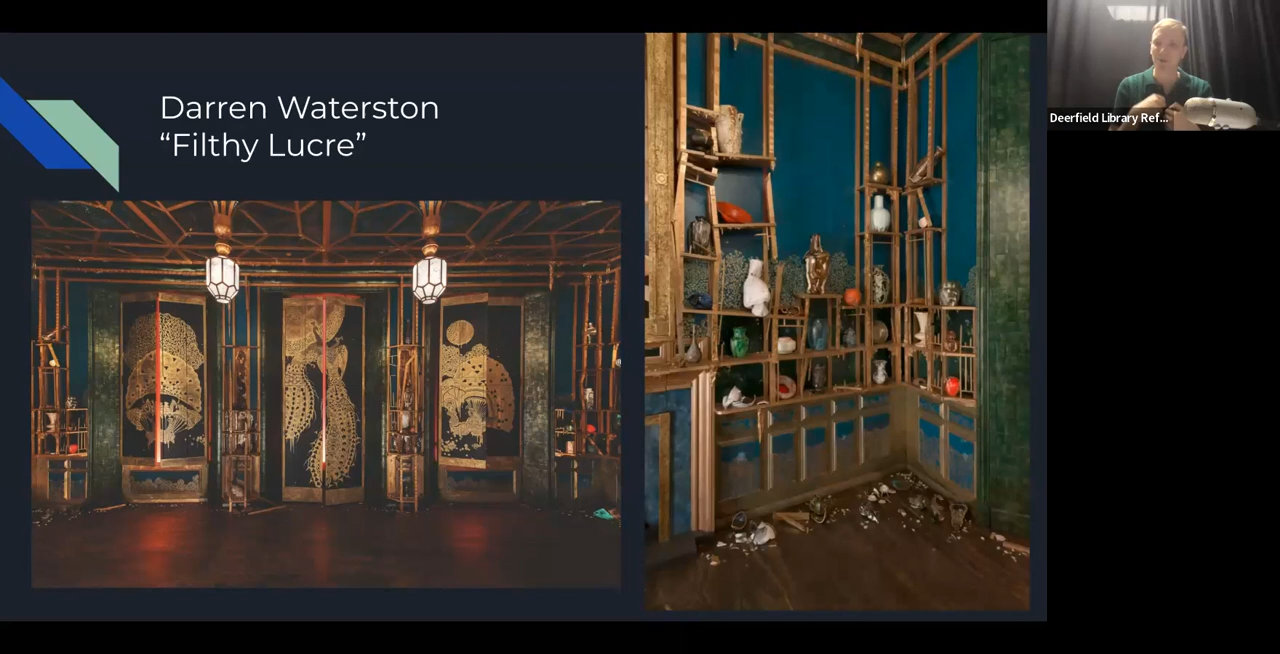 Darren Waterston
“Filthy Lucre”
Deerfield Library Ref...